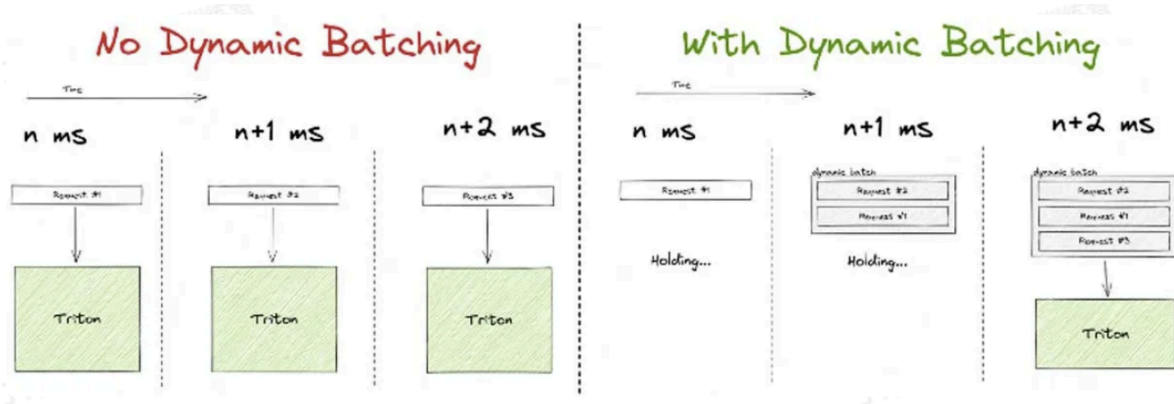 No Dynamic Batching
Time
n ms
n+1 ms
n+2 ms
Request #1
Request #2
Request #3
Triton
Triton
Triton
With Dynamic Batching
Time
n ms
n+1 ms
n+2 ms
Request #1
Holding...
dynamic batch
Request #2
Request #1
Holding...
dynamic batch
Request #2
Request #1
Request #3
Triton